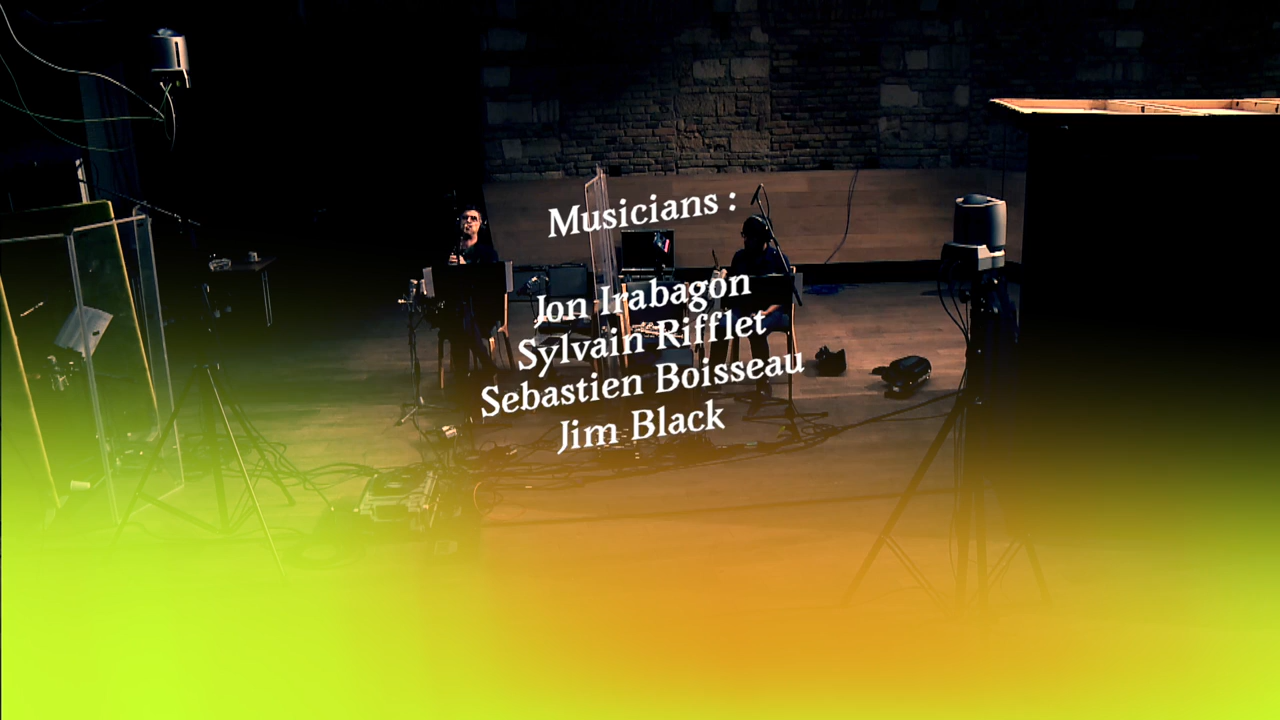 Musicians :
Jon Irabagon
Sylvain Rifflet
Sebastien Boisseau
Jim Black